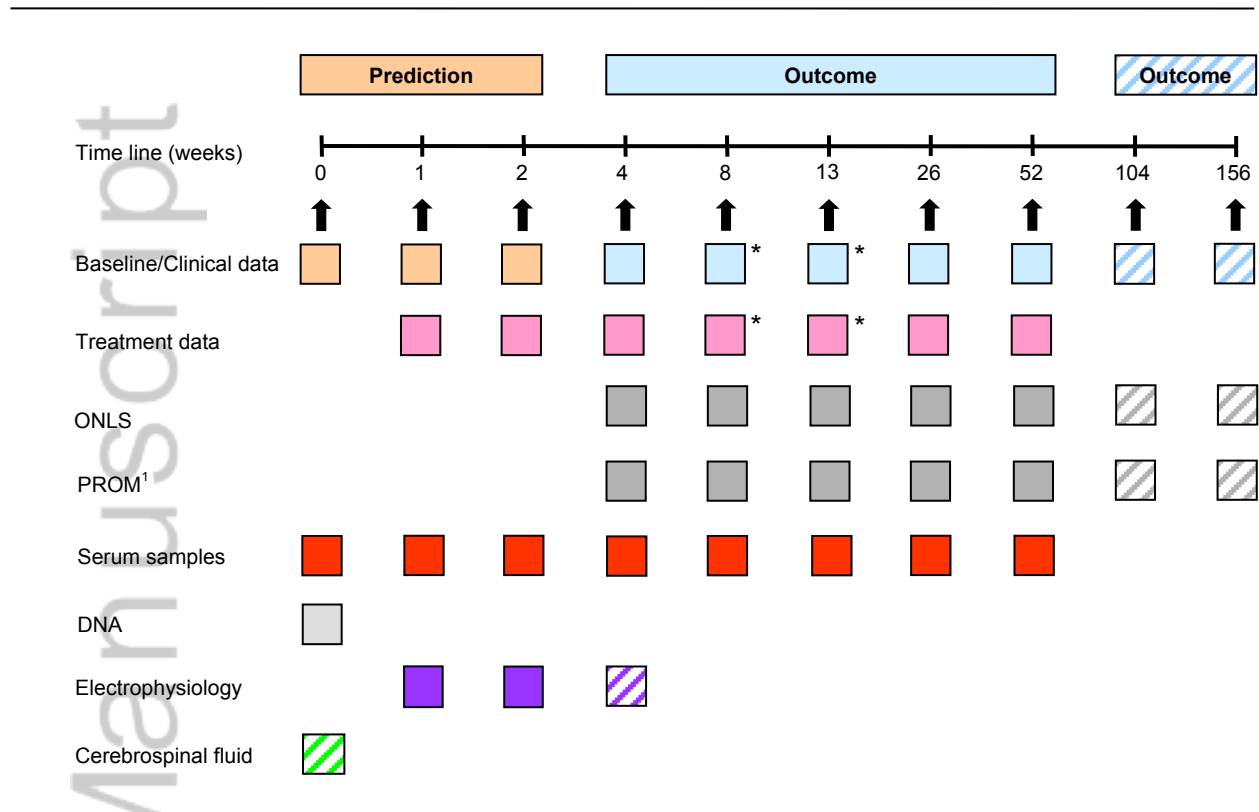 Prediction Outcome Outcome
Time line (weeks)
0 1 2 4 8 13 26 52 104 156
Baseline/Clinical data * *
Treatment data * *
ONLS
PROM¹
Serum samples
DNA
Electrophysiology
Cerebrospinal fluid
Manuscript